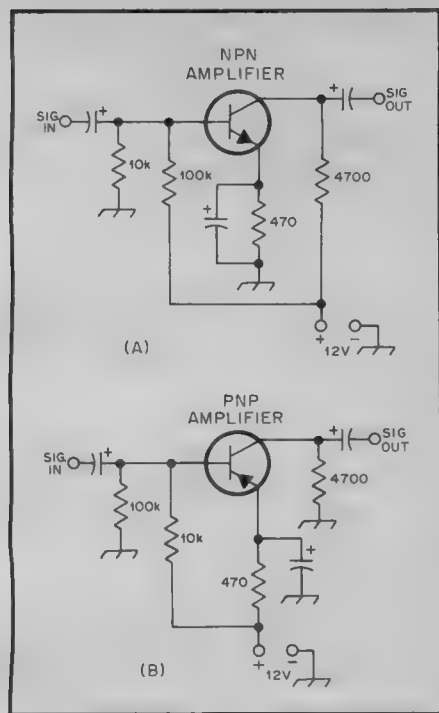 NPN
AMPLIFIER
SIG
IN
+
+
SIG
OUT
10k
100k
4700
+
470
(A)
+
12V
-
PNP
AMPLIFIER
SIG
IN
+
+
SIG
OUT
100k
10k
4700
+
470
(B)
+
12V
-